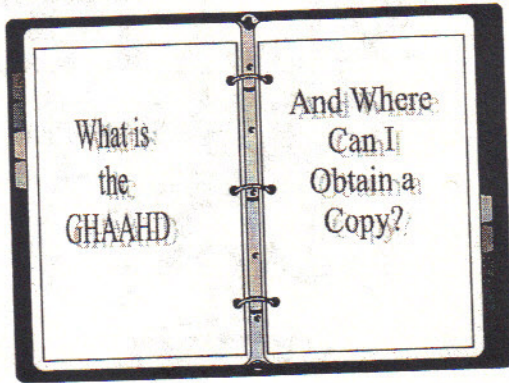 What is
the
GHAAHD
And Where
Can I
Obtain a
Copy?